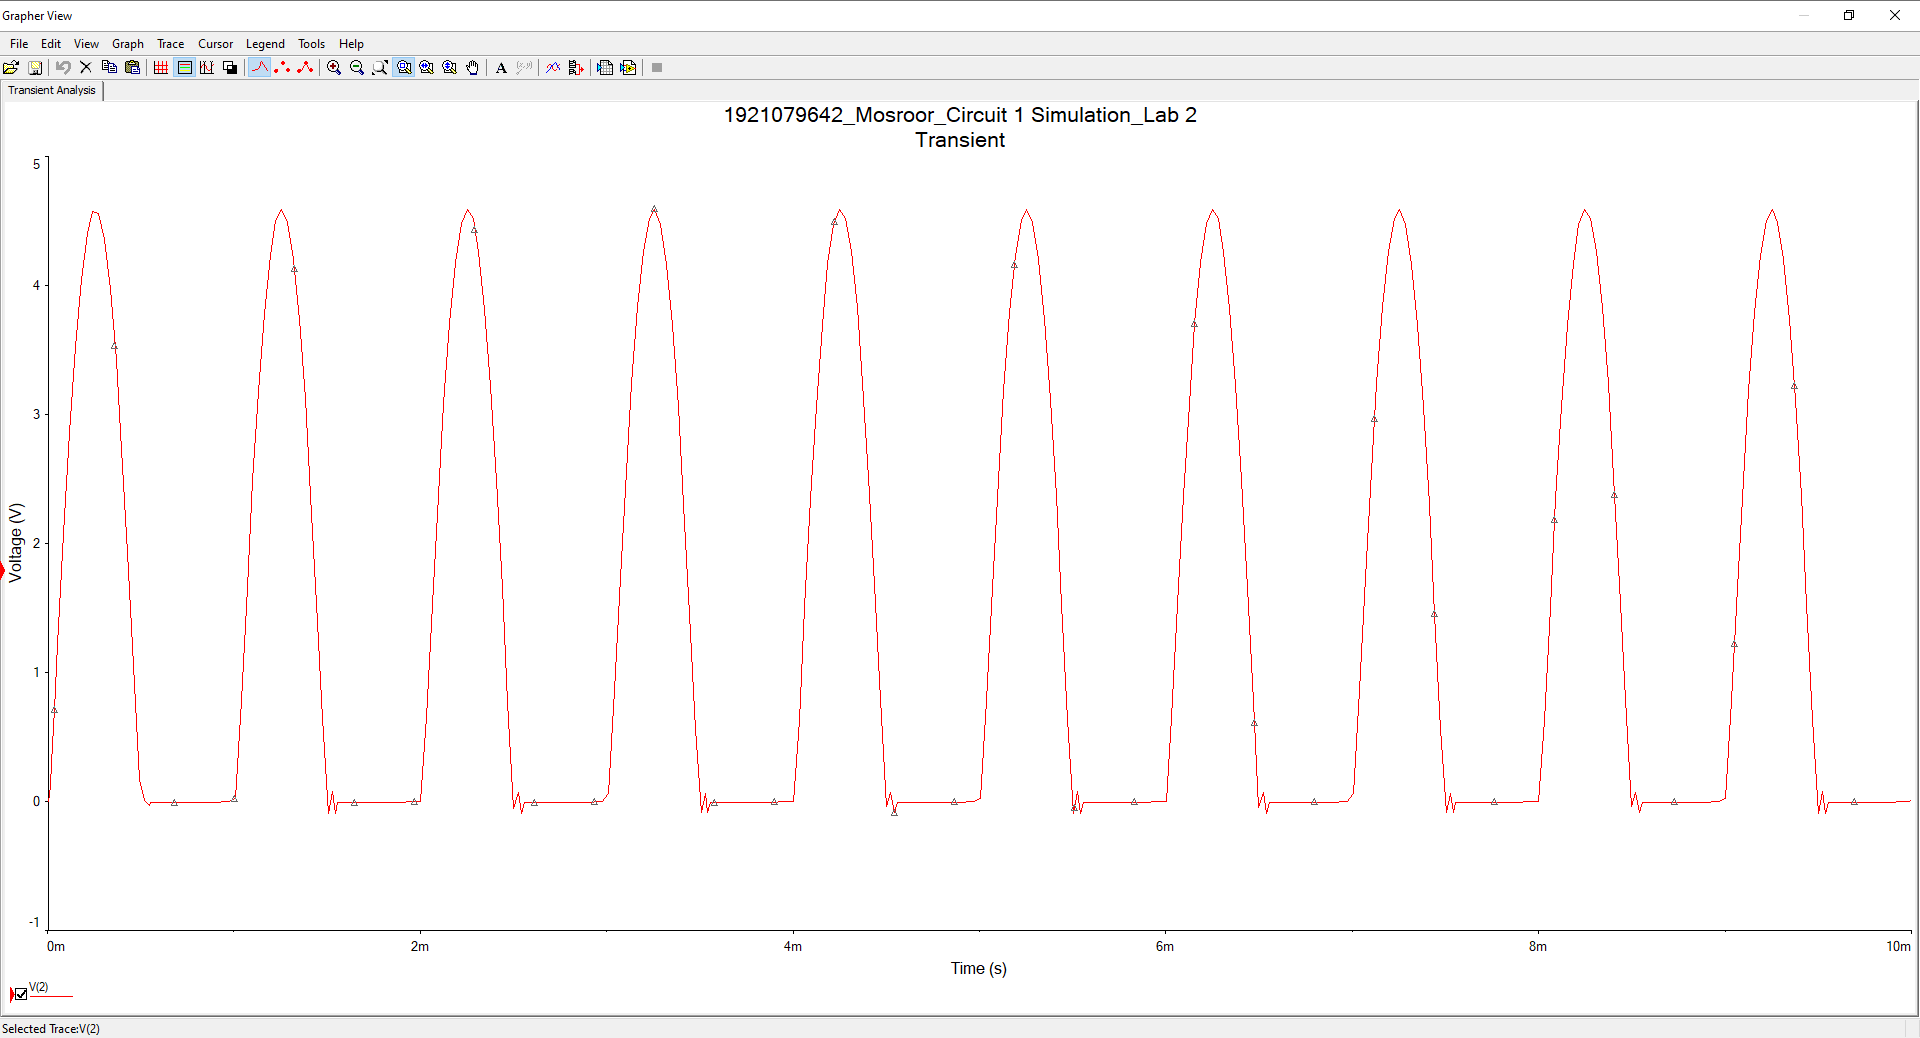 Grapher View
File Edit View Graph Trace Cursor Legend Tools Help
A
Transient Analysis
1921079642_Mosroor_Circuit 1 Simulation_Lab 2
Transient
5
4
3
2
1
0
-1
Voltage (V)
0m 2m 4m 6m 8m 10m
Time (s)
V(2)
Selected Trace:V(2)